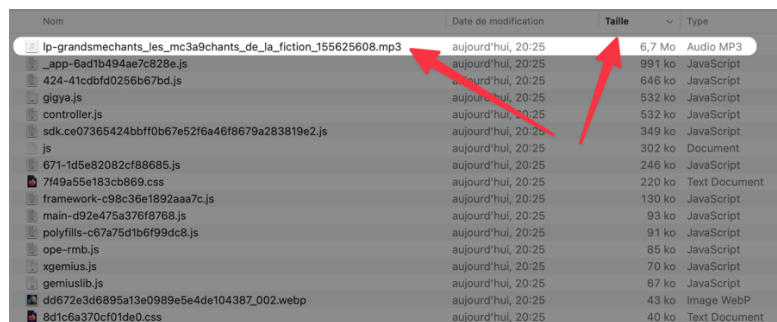 Nom Date de modification Taille Type
lp-grandsmechants_les_mc3a9chants_de_la_fiction_155625608.mp3 aujourd'hui, 20:25 6,7 Mo Audio MP3
_app-6ad1b494ae7c828e.js aujourd'hui, 20:25 991 ko JavaScript
424-41cdbfd0256b67bd.js aujourd'hui, 20:25 646 ko JavaScript
gigya.js aujourd'hui, 20:25 532 ko JavaScript
controller.js aujourd'hui, 20:25 532 ko JavaScript
sdk.ce07365424bbff0b67e52f6a46f8679a283819e2.js aujourd'hui, 20:25 349 ko JavaScript
js aujourd'hui, 20:25 302 ko Document
671-1d5e82082cf88685.js aujourd'hui, 20:25 246 ko JavaScript
7f49a55e183cb869.css aujourd'hui, 20:25 220 ko Text Document
framework-c98c36e1892aaa7c.js aujourd'hui, 20:25 130 ko JavaScript
main-d92e475a376f8768.js aujourd'hui, 20:25 93 ko JavaScript
polyfills-c67a75d1b6f99dc8.js aujourd'hui, 20:25 91 ko JavaScript
ope-rmb.js aujourd'hui, 20:25 85 ko JavaScript
xgemius.js aujourd'hui, 20:25 70 ko JavaScript
gemiuslib.js aujourd'hui, 20:25 67 ko JavaScript
dd672e3d6895a13e0989e5e4de104387_002.webp aujourd'hui, 20:25 43 ko Image WebP
8d1c6a370cf01de0.css aujourd'hui, 20:25 40 ko Text Document